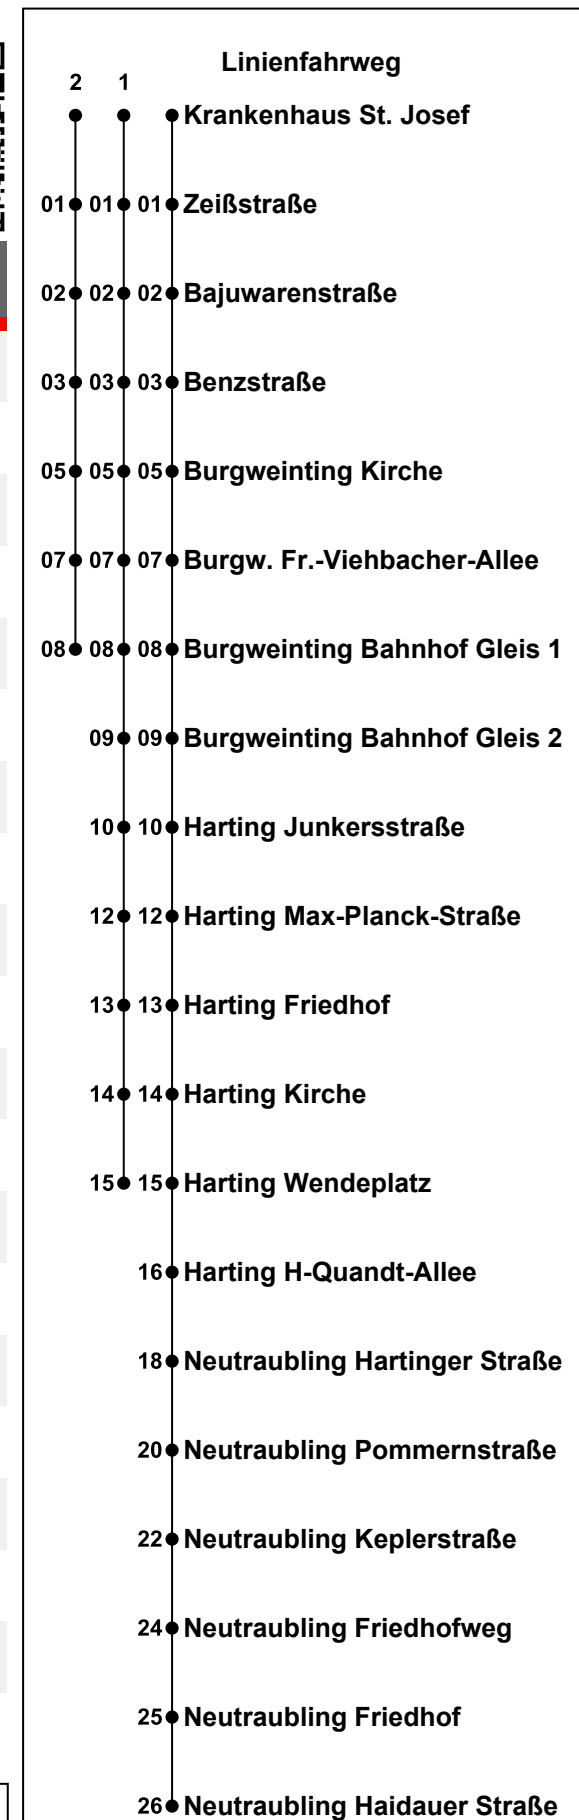 Linienfahrweg
2 1
Krankenhaus St. Josef
01 01 01 Zeißstraße
02 02 02 Bajuwarenstraße
03 03 03 Benzstraße
05 05 05 Burgweinting Kirche
07 07 07 Burgw. Fr.-Viehbacher-Allee
08 08 08 Burgweinting Bahnhof Gleis 1
09 09 Burgweinting Bahnhof Gleis 2
10 10 Harting Junkersstraße
12 12 Harting Max-Planck-Straße
13 13 Harting Friedhof
14 14 Harting Kirche
15 15 Harting Wendeplatz
16 Harting H-Quandt-Allee
18 Neutraubling Hartinger Straße
20 Neutraubling Pommernstraße
22 Neutraubling Keplerstraße
24 Neutraubling Friedhofweg
25 Neutraubling Friedhof
26 Neutraubling Haidauer Straße